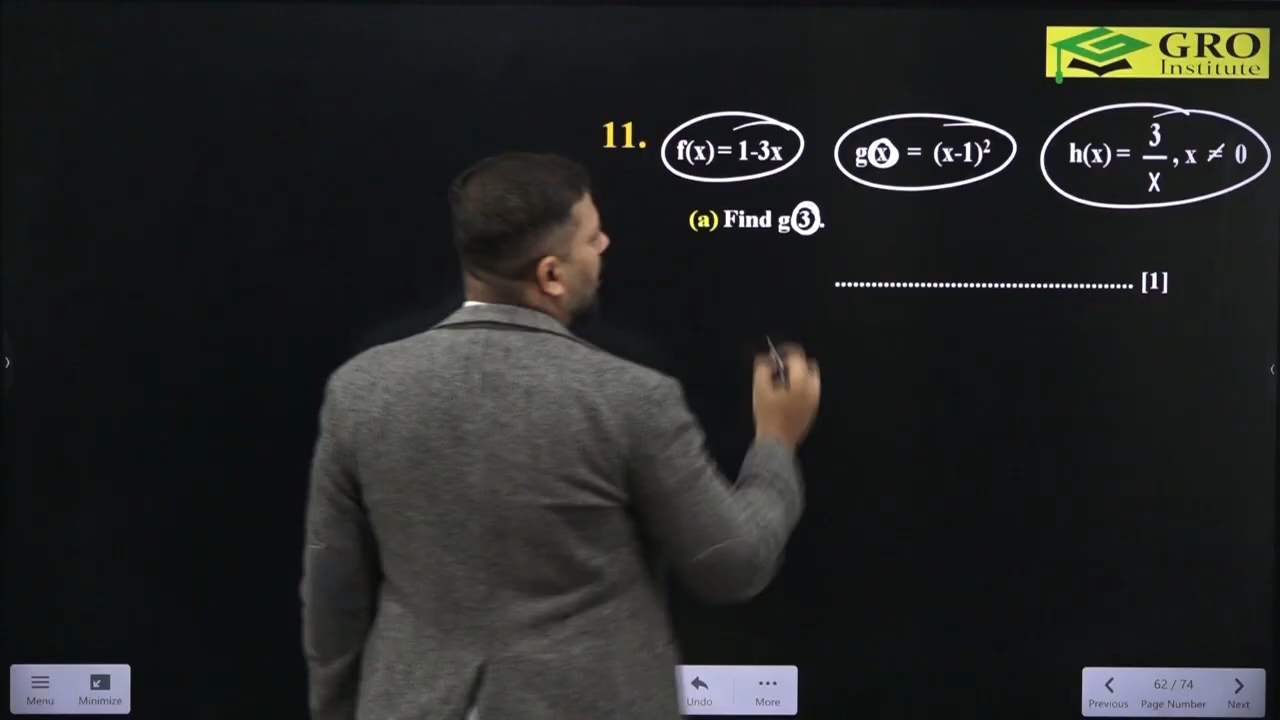 GRO
Institute
11. f(x)= 1-3x g(x) = (x-1)² h(x) = 3/x , x ≠ 0
(a) Find g(3).
.................................................. [1]
Menu Minimize Undo More Previous 62 / 74 Page Number Next